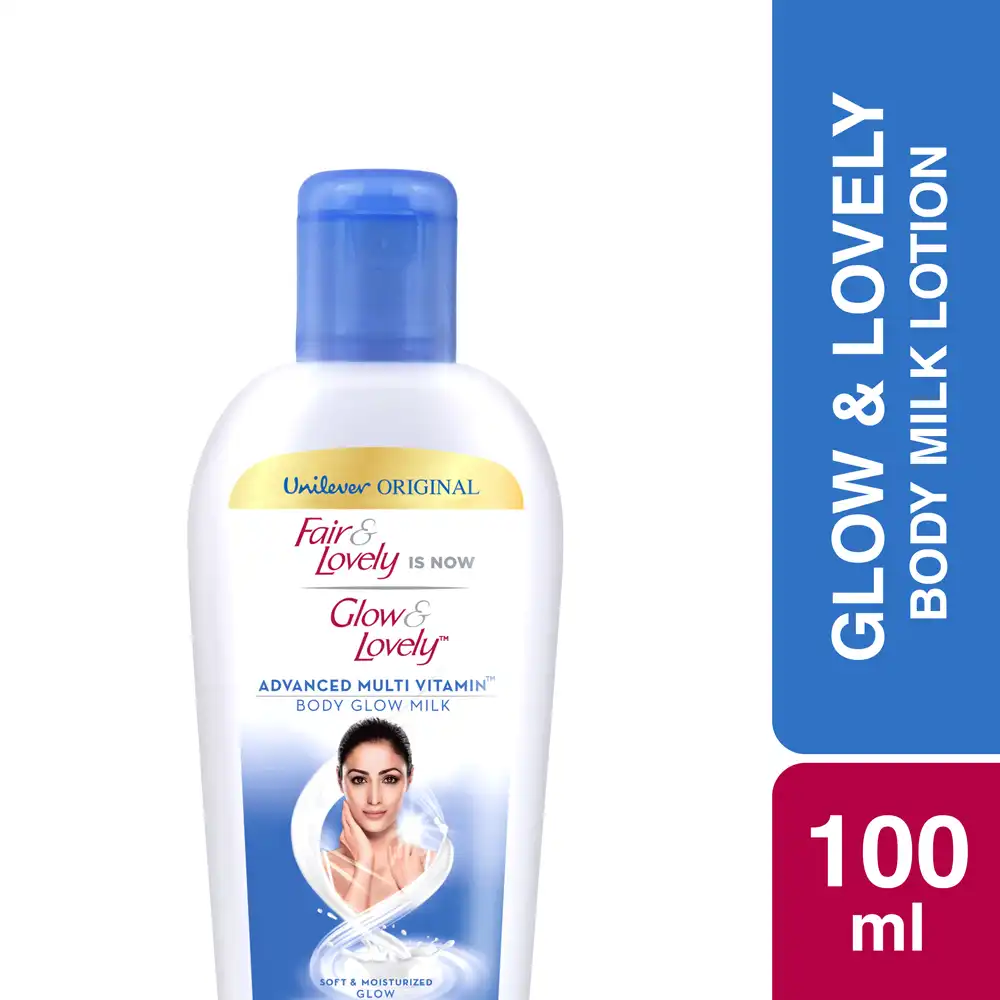 Unilever ORIGINAL
Fair &
Lovely IS NOW
Glow &
Lovely™
ADVANCED MULTI VITAMIN™
BODY GLOW MILK
SOFT & MOISTURIZED
GLOW
GLOW & LOVELY
BODY MILK LOTION
100
ml